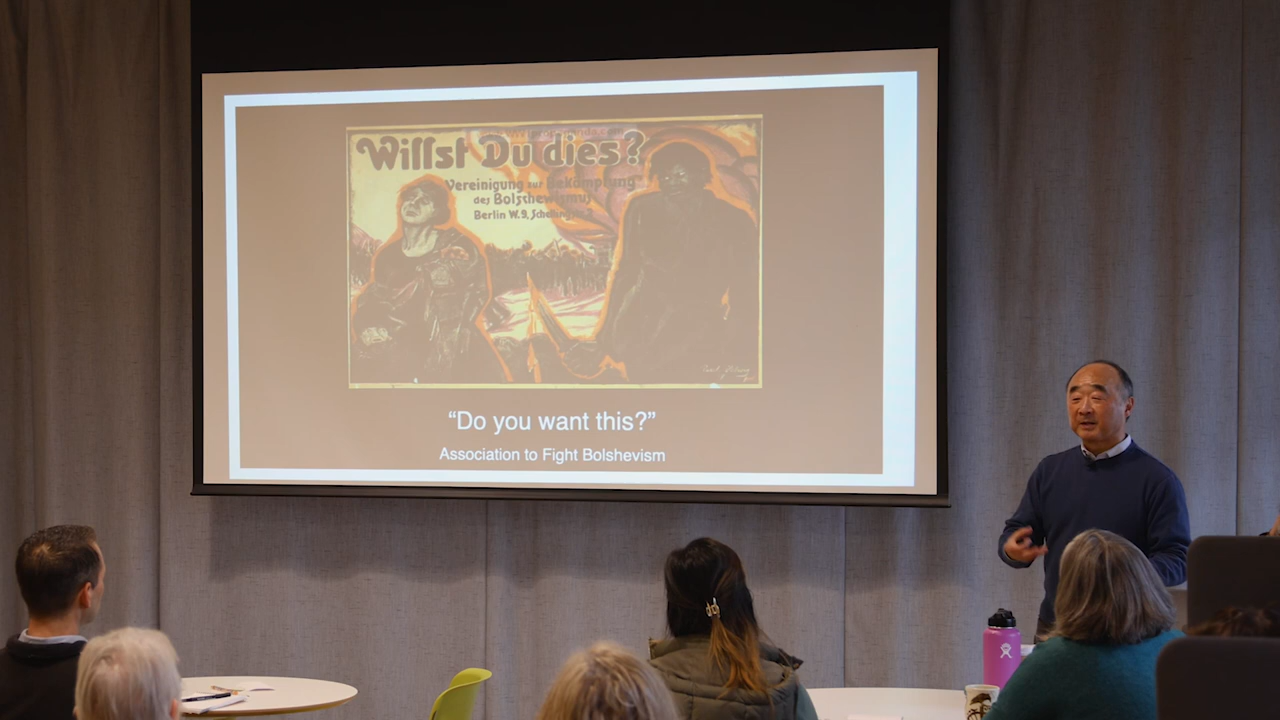 Willst Du dies?
Vereinigung zur Bekämpfung
des Bolschewismus
Berlin W.9, Schellingstr. 2
“Do you want this?”
Association to Fight Bolshevism